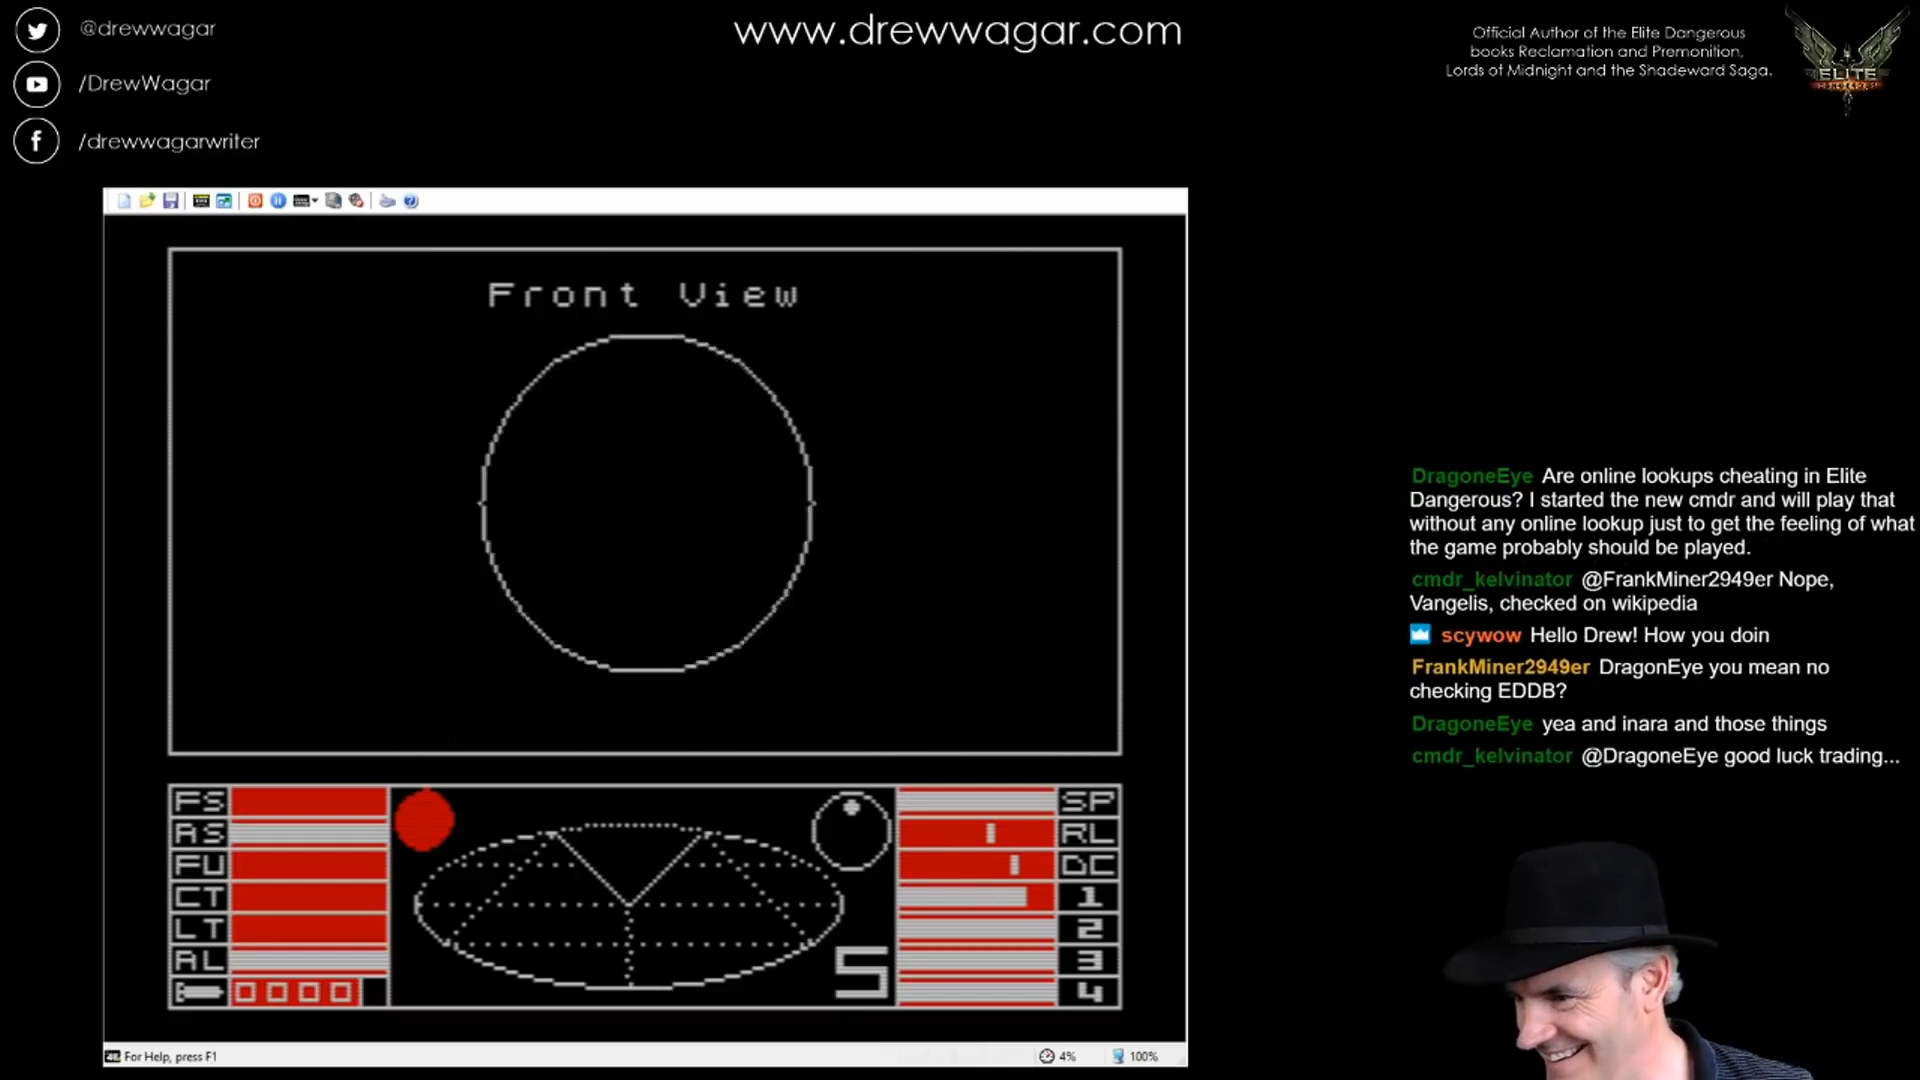 @drewwagar
/DrewWagar
/drewwagarwriter
www.drewwagar.com
Official Author of the Elite Dangerous
books Reclamation and Premonition,
Lords of Midnight and the Shadeward Saga.
ELITE
DANGEROUS
Front View
FS
AS
FU
CT
LT
AL
S
SP
RL
DC
1
2
3
4
For Help, press F1
4%
100%
DragoneEye Are online lookups cheating in Elite
Dangerous? I started the new cmdr and will play that
without any online lookup just to get the feeling of what
the game probably should be played.
cmdr_kelvinator @FrankMiner2949er Nope,
Vangelis, checked on wikipedia
scywow Hello Drew! How you doin
FrankMiner2949er DragonEye you mean no
checking EDDB?
DragoneEye yea and inara and those things
cmdr_kelvinator @DragoneEye good luck trading...